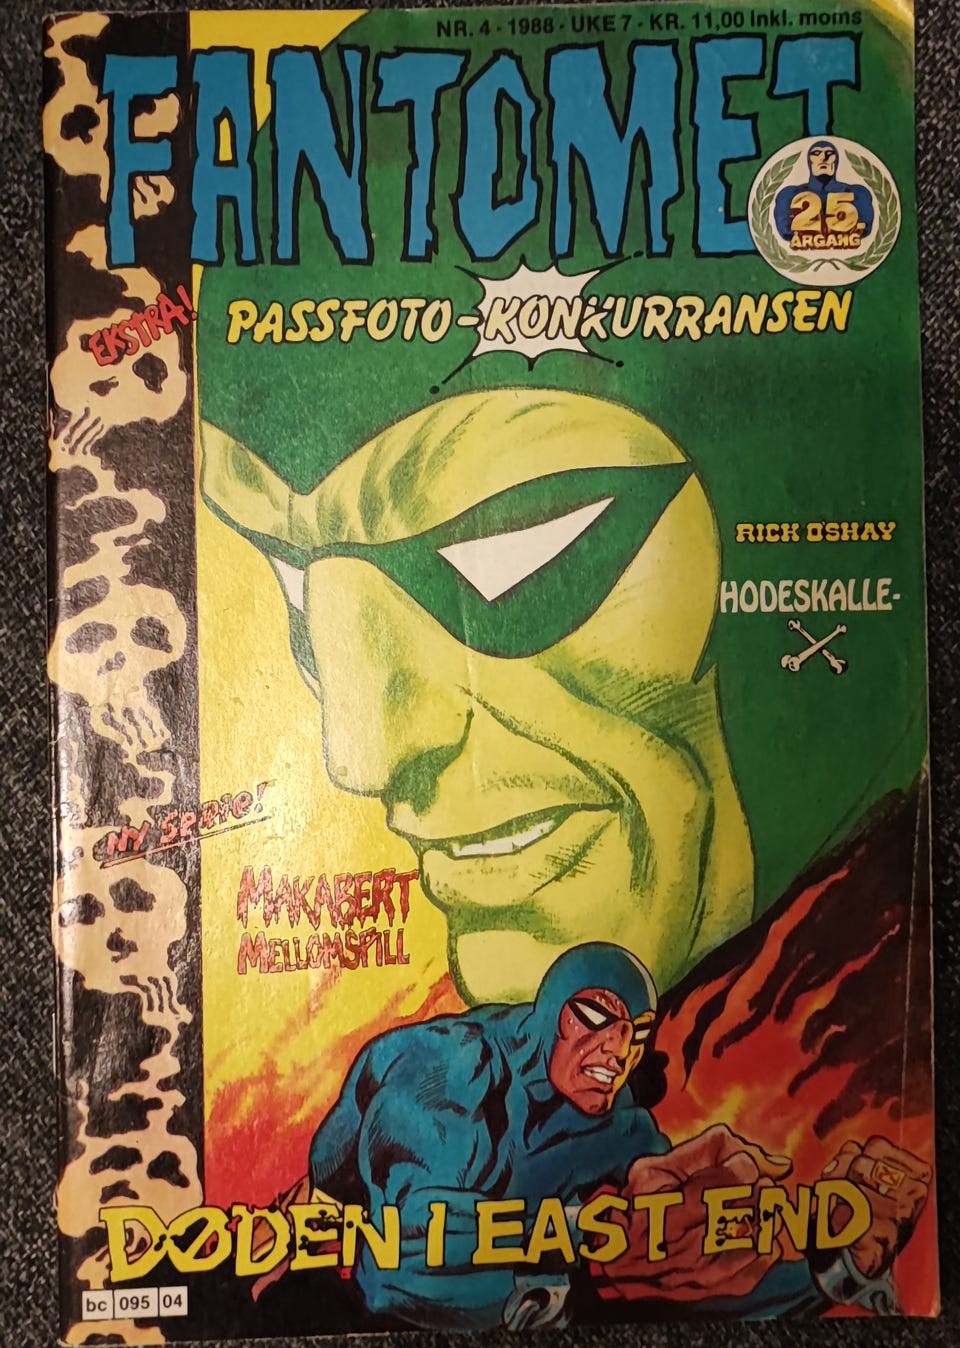 NR. 4 - 1988 - UKE 7 - KR. 11,00 inkl. moms
FANTOMET
25.
ÅRGANG
EKSTRA!
PASSFOTO-KONKURRANSEN
RICK O'SHAY
HODESKALLE-
NY SERIE!
MAKABERT
MELLOMSPILL
DØDEN I EAST END
bc 095 04